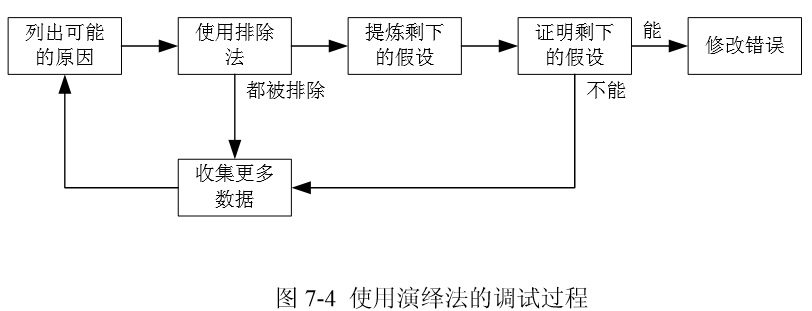 列出可能
的原因
使用排除
法
提炼剩下
的假设
证明剩下
的假设
能
修改错误
都被排除
不能
收集更多
数据
图 7-4 使用演绎法的调试过程